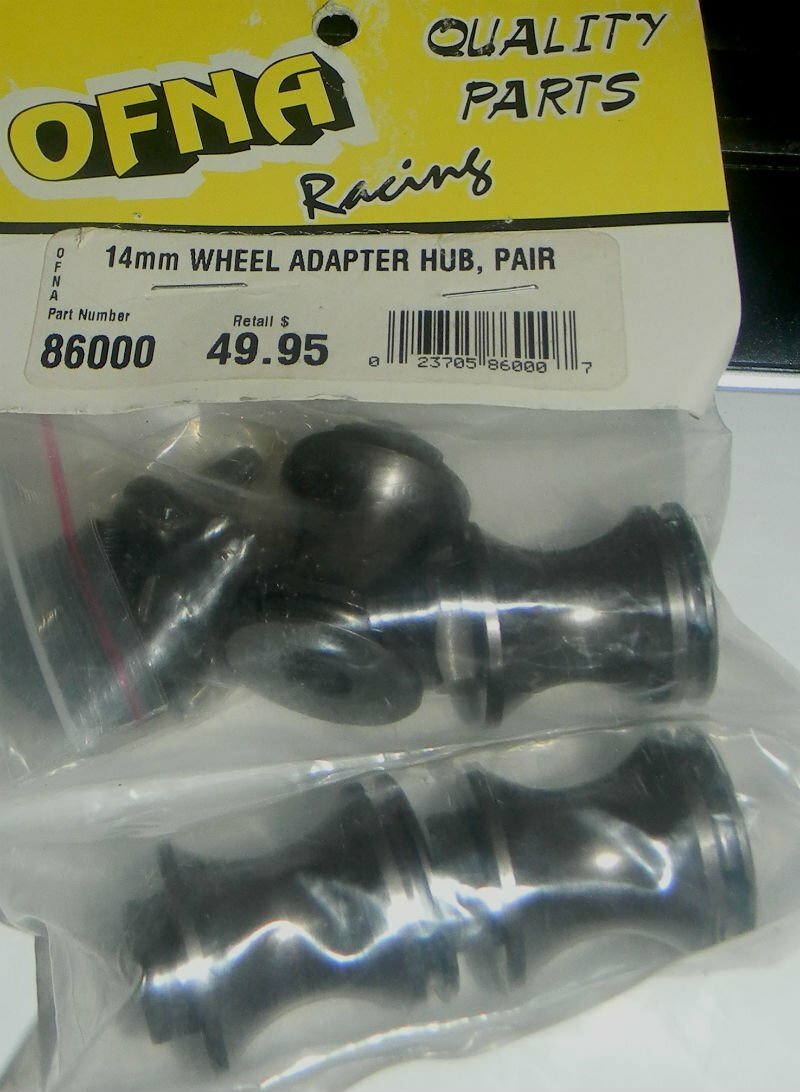 OFNA
QUALITY
PARTS
Racing
OFNA
14mm WHEEL ADAPTER HUB, PAIR
Part Number
86000
Retail $
49.95
0 23705 86000 7